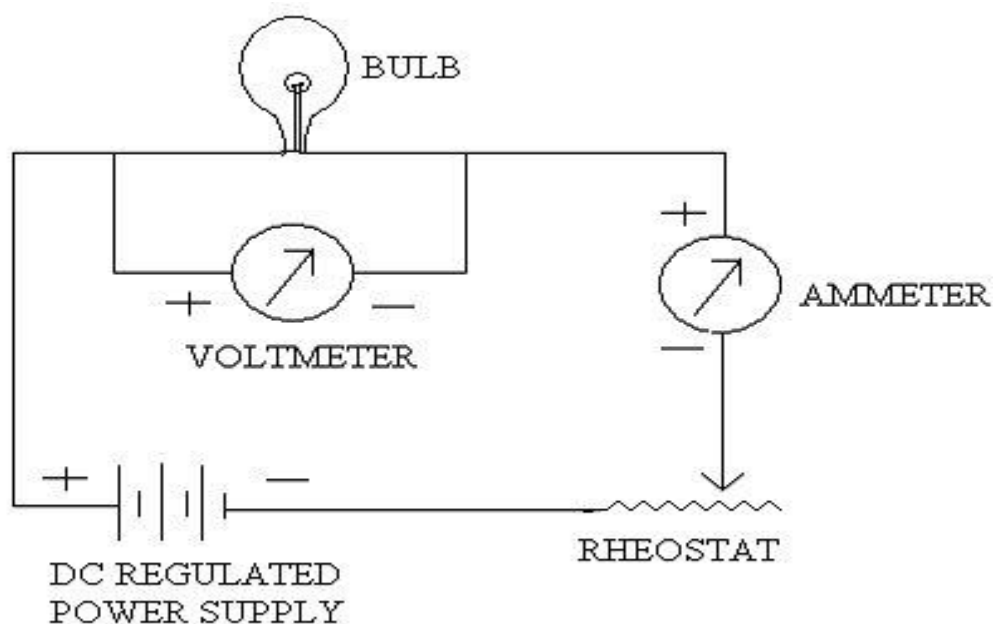 BULB
+
+ −
AMMETER
VOLTMETER
−
+ −
RHEOSTAT
DC REGULATED
POWER SUPPLY